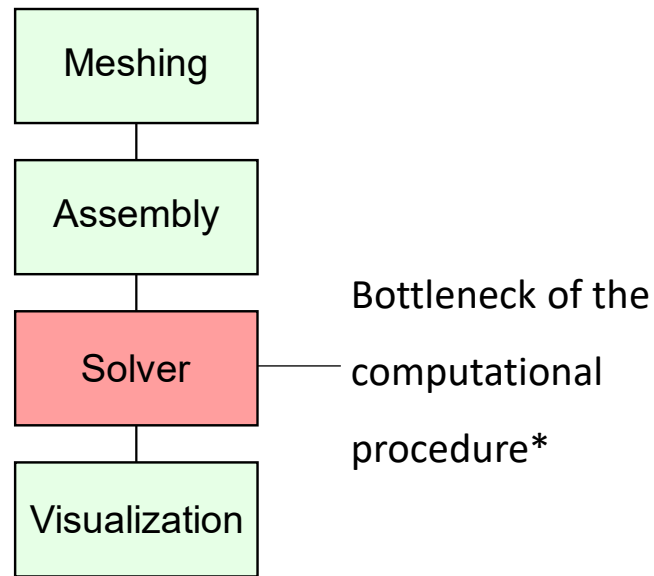 Meshing
Assembly
Solver
Bottleneck of the
computational
procedure*
Visualization